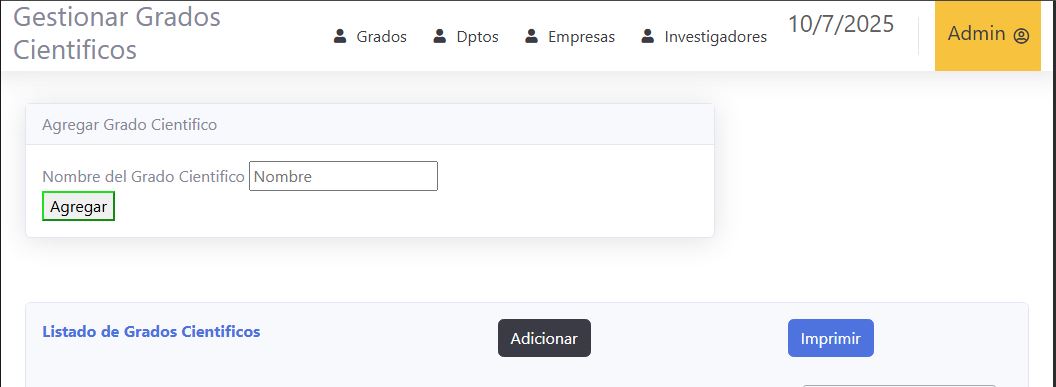 Gestionar Grados
Cientificos
Grados
Dptos
Empresas
Investigadores
10/7/2025
Admin
Agregar Grado Cientifico
Nombre del Grado Cientifico Nombre
Agregar
Listado de Grados Cientificos
Adicionar
Imprimir